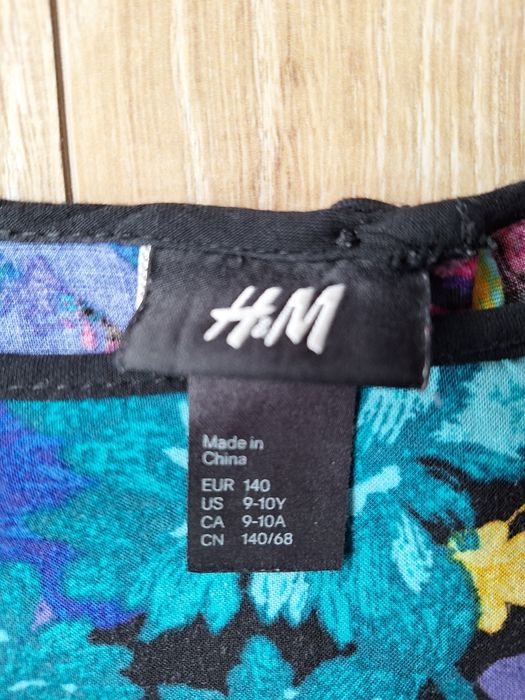 H&M
Made in
China
EUR 140
US 9-10Y
CA 9-10A
CN 140/68